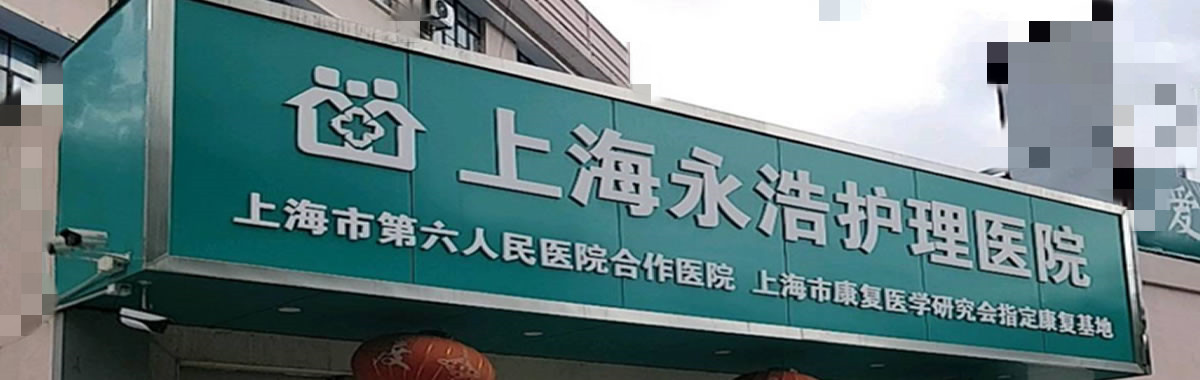 上海永浩护理医院
上海市第六人民医院合作医院 上海市康复医学研究会指定康复基地
爱